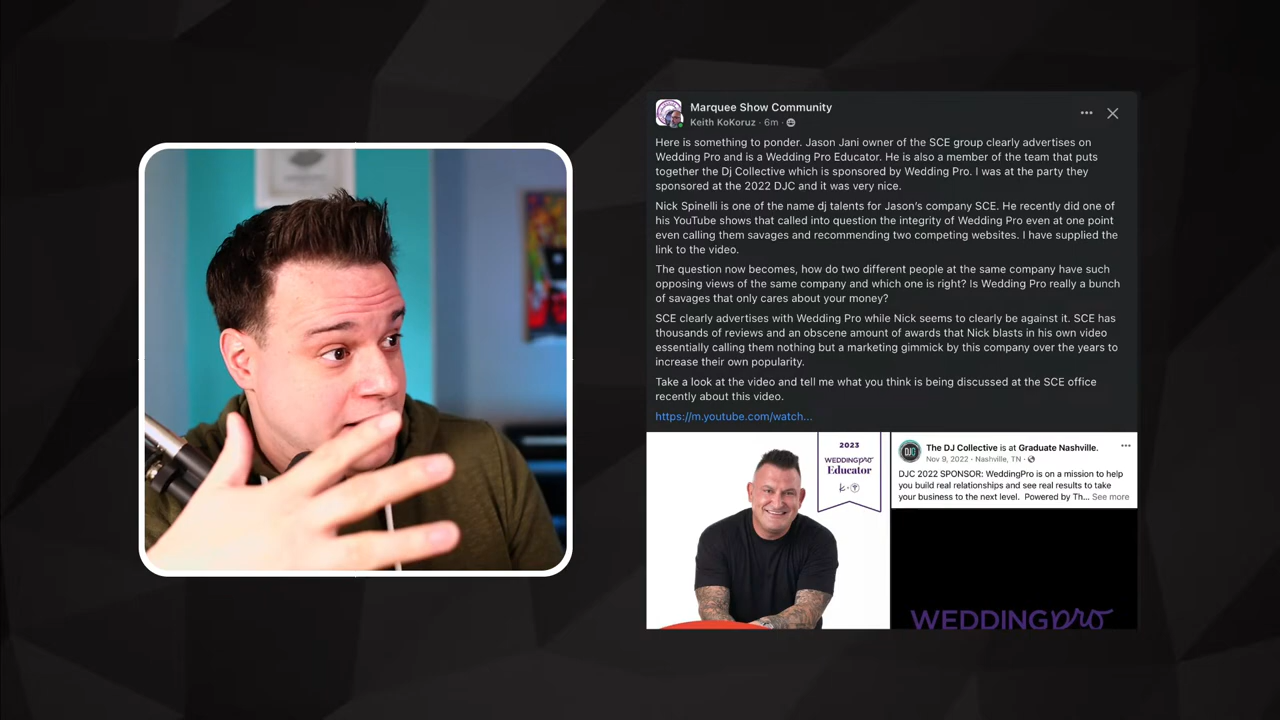 Marquee Show Community
Keith KoKoruz · 6m ·
Here is something to ponder. Jason Jani owner of the SCE group clearly advertises on
Wedding Pro and is a Wedding Pro Educator. He is also a member of the team that puts
together the Dj Collective which is sponsored by Wedding Pro. I was at the party they
sponsored at the 2022 DJC and it was very nice.
Nick Spinelli is one of the name dj talents for Jason's company SCE. He recently did one of
his YouTube shows that called into question the integrity of Wedding Pro even at one point
even calling them savages and recommending two competing websites. I have supplied the
link to the video.
The question now becomes, how do two different people at the same company have such
opposing views of the same company and which one is right? Is Wedding Pro really a bunch
of savages that only cares about your money?
SCE clearly advertises with Wedding Pro while Nick seems to clearly be against it. SCE has
thousands of reviews and an obscene amount of awards that Nick blasts in his own video
essentially calling them nothing but a marketing gimmick by this company over the years to
increase their own popularity.
Take a look at the video and tell me what you think is being discussed at the SCE office
recently about this video.
https://m.youtube.com/watch...
2023
WEDDINGpro
Educator
The DJ Collective is at Graduate Nashville.
Nov 9, 2022 · Nashville, TN ·
DJC 2022 SPONSOR: WeddingPro is on a mission to help
you build real relationships and see real results to take
your business to the next level. Powered by Th... See more
WEDDINGpro